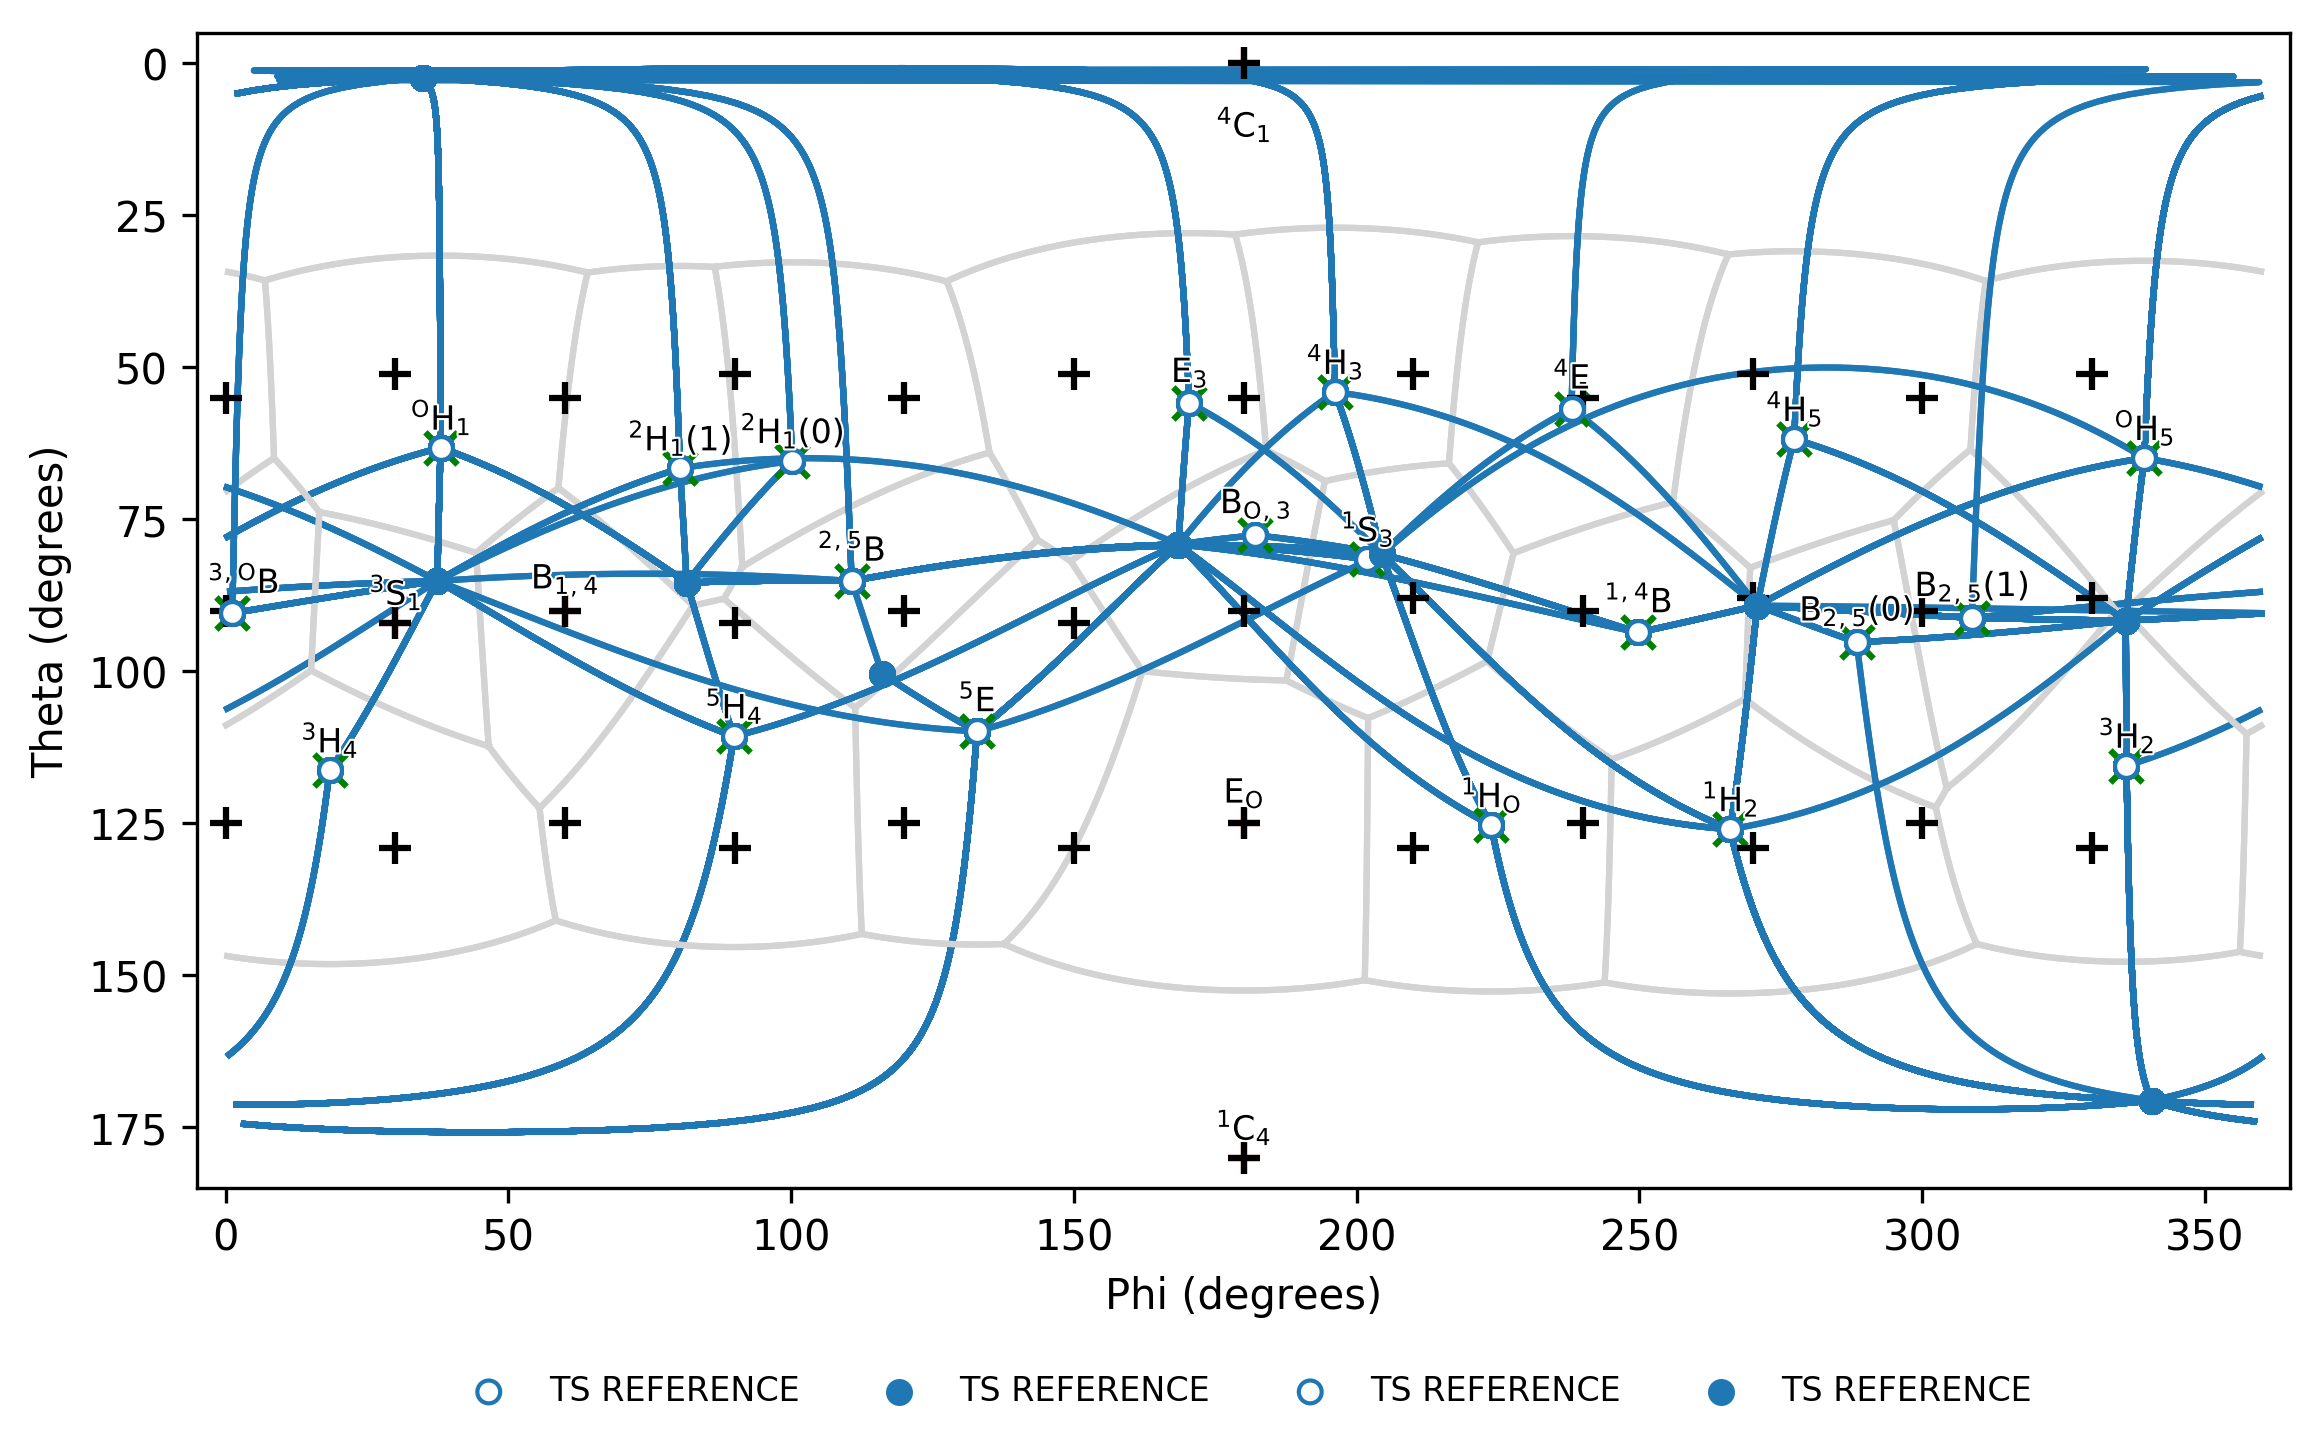 0
⁴C₁
25
50
E₃ ⁴H₃ ⁴E
ᴼH₁ ²H₁(1) ²H₁(0) ⁴H₅ ᴼH₅
75
B_O,₃ ¹S₃
²,⁵B
³,ᴼB ³S₁ B₁,₄ ¹,⁴B B₂,₅(0) B₂,₅(1)
100
³H₄ ⁵H₄ ⁵E ³H₂
E_O ¹H_O ¹H₂
125
150
175
¹C₄
0 50 100 150 200 250 300 350
Theta (degrees)
Phi (degrees)
TS REFERENCE TS REFERENCE TS REFERENCE TS REFERENCE